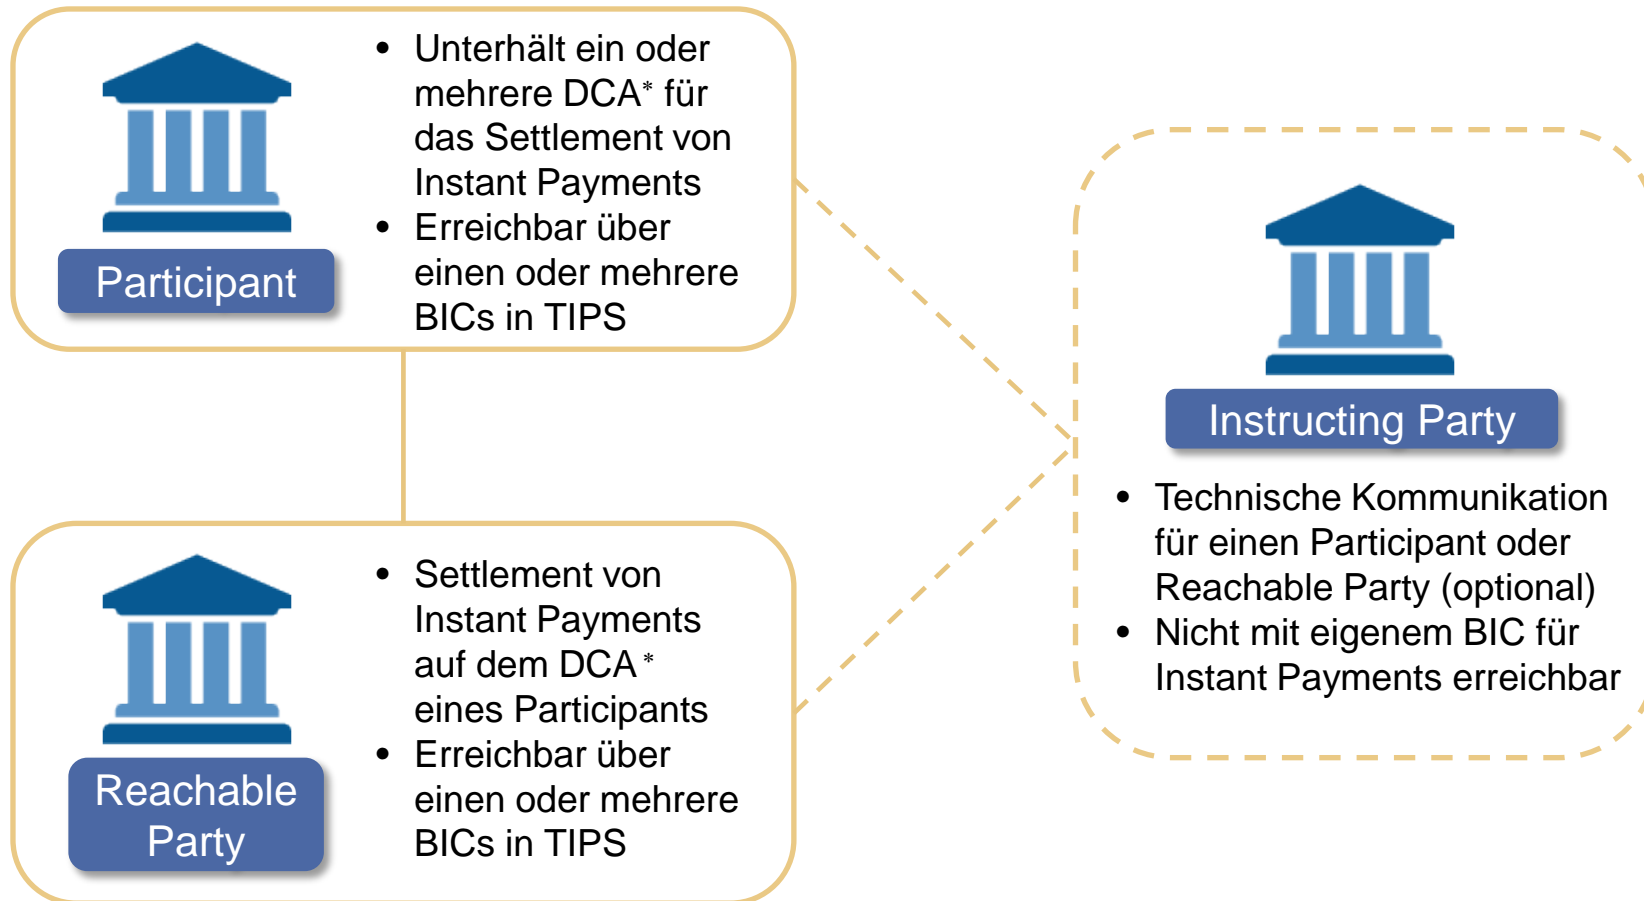 Participant
• Unterhält ein oder
mehrere DCA* für
das Settlement von
Instant Payments
• Erreichbar über
einen oder mehrere
BICs in TIPS
Reachable
Party
• Settlement von
Instant Payments
auf dem DCA *
eines Participants
• Erreichbar über
einen oder mehrere
BICs in TIPS
Instructing Party
• Technische Kommunikation
für einen Participant oder
Reachable Party (optional)
• Nicht mit eigenem BIC für
Instant Payments erreichbar